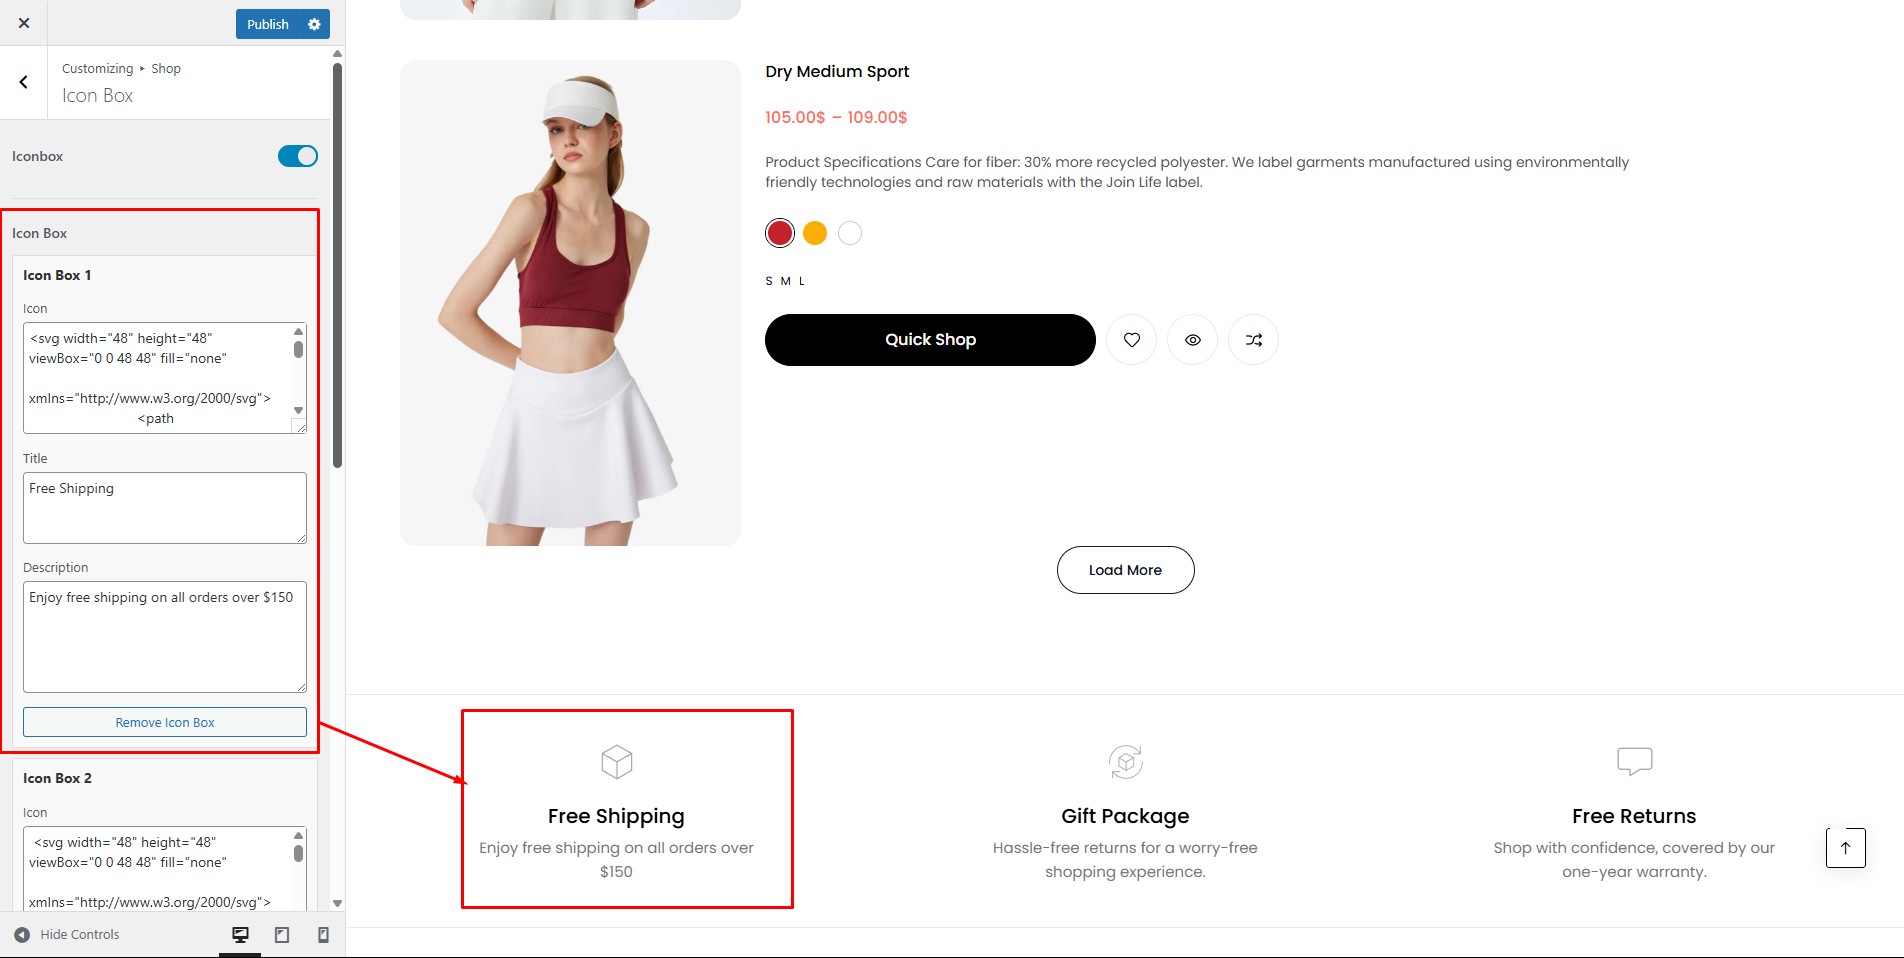 Publish
Customizing ▸ Shop
Icon Box
Iconbox
Icon Box
Icon Box 1
Icon
<svg width="48" height="48"
viewBox="0 0 48 48" fill="none"
xmlns="http://www.w3.org/2000/svg">
<path
Title
Free Shipping
Description
Enjoy free shipping on all orders over $150
Remove Icon Box
Icon Box 2
Icon
<svg width="48" height="48"
viewBox="0 0 48 48" fill="none"
xmlns="http://www.w3.org/2000/svg">
Hide Controls
Dry Medium Sport
105.00$ – 109.00$
Product Specifications Care for fiber: 30% more recycled polyester. We label garments manufactured using environmentally
friendly technologies and raw materials with the Join Life label.
S M L
Quick Shop
Load More
Free Shipping
Enjoy free shipping on all orders over
$150
Gift Package
Hassle-free returns for a worry-free
shopping experience.
Free Returns
Shop with confidence, covered by our
one-year warranty.